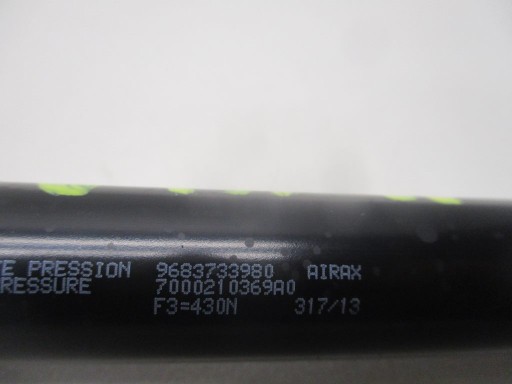 PRESSION 9683733980 AIRAX
RESSURE 7000210369A0
F3=430N 317/13